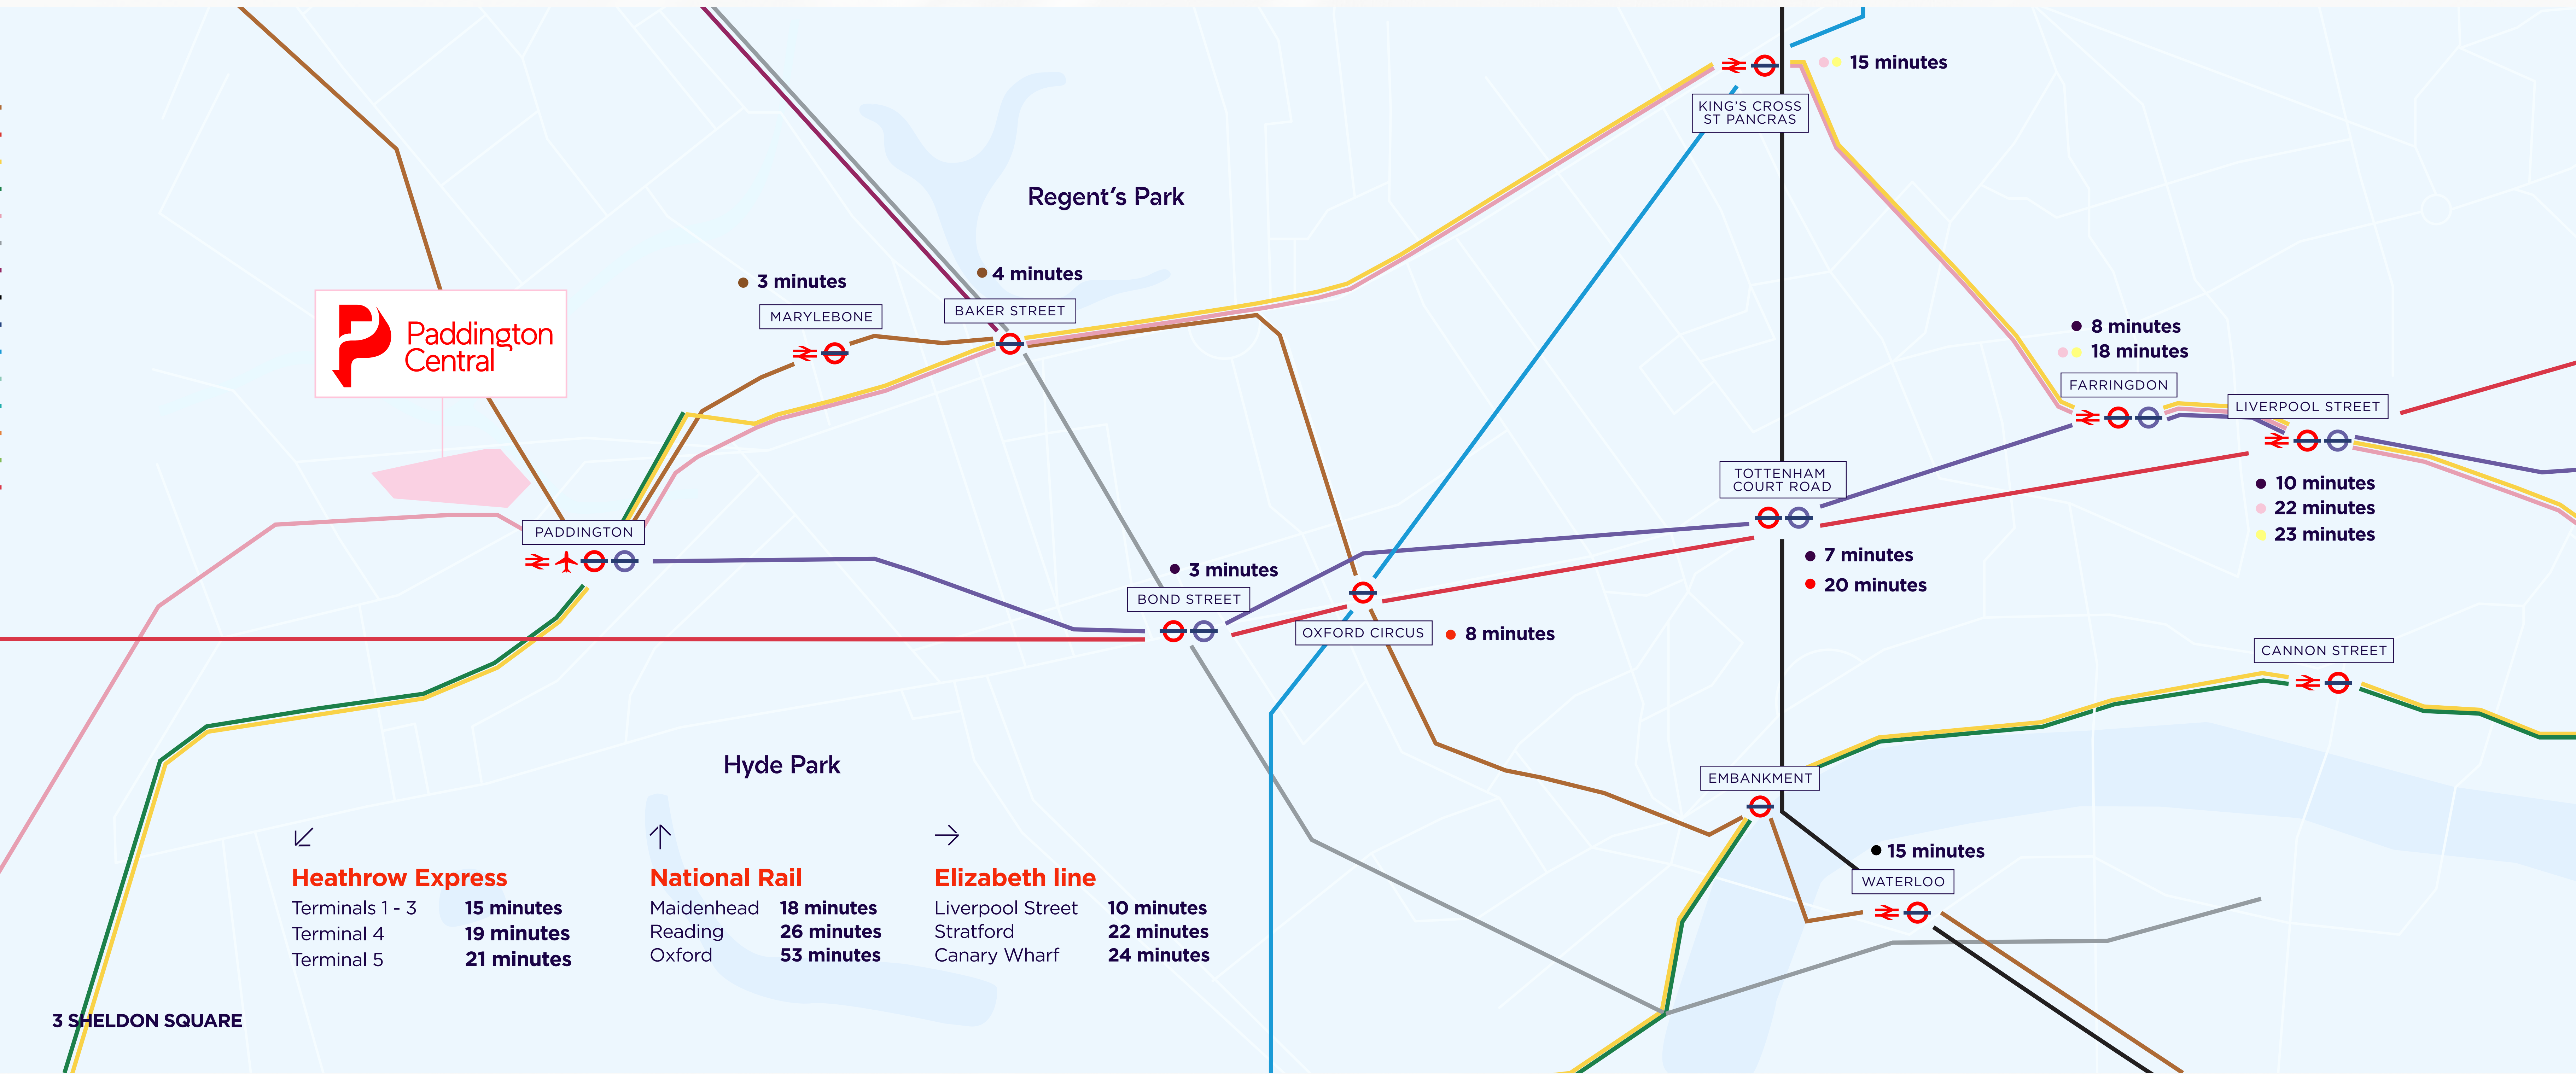 15 minutes
KING'S CROSS
ST PANCRAS
Regent's Park
4 minutes
3 minutes
BAKER STREET
MARYLEBONE
Paddington
Central
8 minutes
18 minutes
FARRINGDON
LIVERPOOL STREET
TOTTENHAM
COURT ROAD
10 minutes
22 minutes
23 minutes
PADDINGTON
7 minutes
20 minutes
3 minutes
BOND STREET
OXFORD CIRCUS
8 minutes
CANNON STREET
Hyde Park
EMBANKMENT
15 minutes
WATERLOO
Heathrow Express
Terminals 1 - 3 15 minutes
Terminal 4 19 minutes
Terminal 5 21 minutes
National Rail
Maidenhead 18 minutes
Reading 26 minutes
Oxford 53 minutes
Elizabeth line
Liverpool Street 10 minutes
Stratford 22 minutes
Canary Wharf 24 minutes
3 SHELDON SQUARE